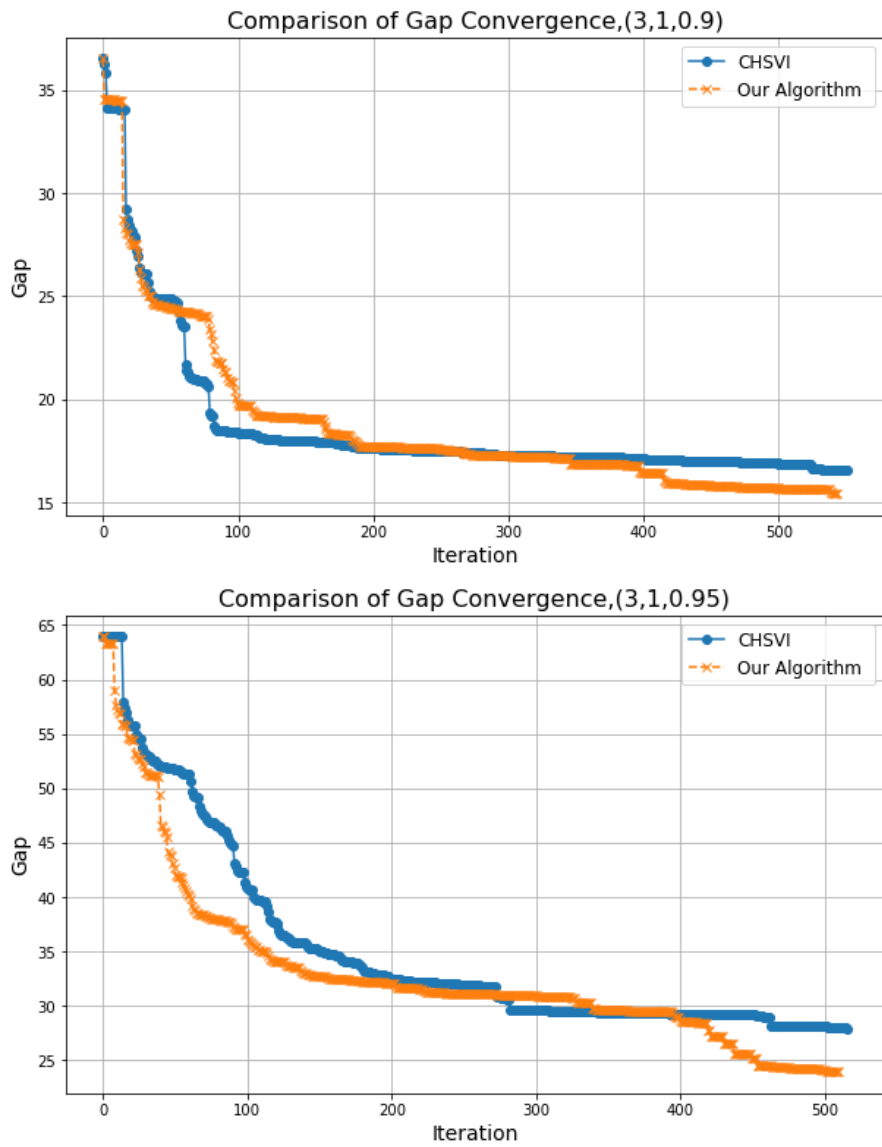 Comparison of Gap Convergence,(3,1,0.9)
CHSVI
Our Algorithm
35
30
25
20
15
Gap
0 100 200 300 400 500
Iteration
Comparison of Gap Convergence,(3,1,0.95)
CHSVI
Our Algorithm
65
60
55
50
45
40
35
30
25
Gap
0 100 200 300 400 500
Iteration